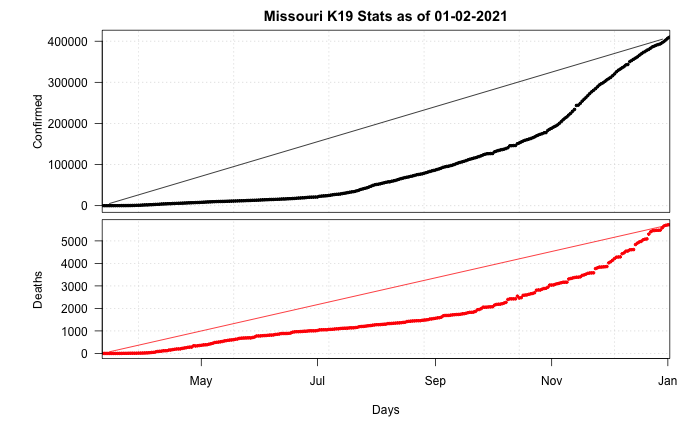 Missouri K19 Stats as of 01-02-2021
400000
300000
200000
100000
0
Confirmed
5000
4000
3000
2000
1000
0
Deaths
May Jul Sep Nov Jan
Days